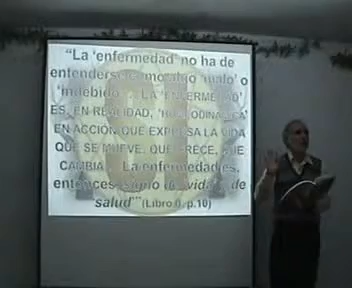 “La ‘enfermedad’ no ha de
entenderse como algo ‘malo’ o
‘indebido’... LA ‘ENFERMEDAD’
ES, EN REALIDAD,
EN ACCIÓN QUE EXPRESA LA VIDA
QUE SE MUEVE, QUE CRECE, QUE
CAMBIA... La enfermedad es,
entonces, signo de vida y de
salud” (Libro 0, p.10)